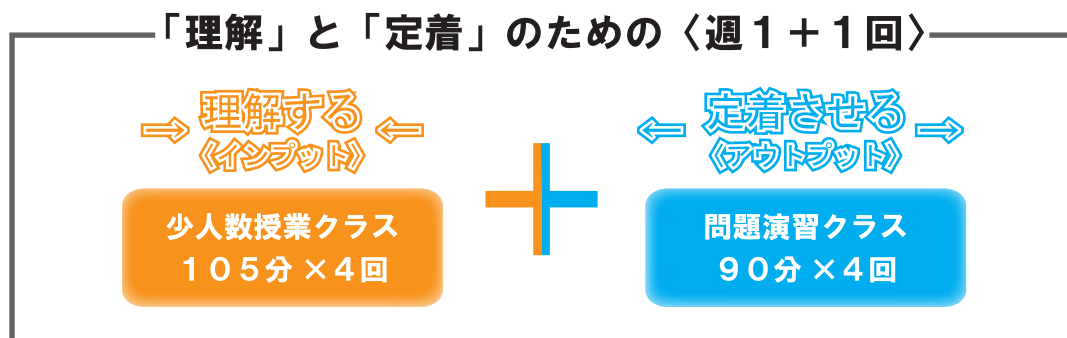 「理解」と「定着」のための〈週１＋１回〉
理解する
〈インプット〉
定着させる
〈アウトプット〉
少人数授業クラス
１０５分×４回
問題演習クラス
９０分×４回